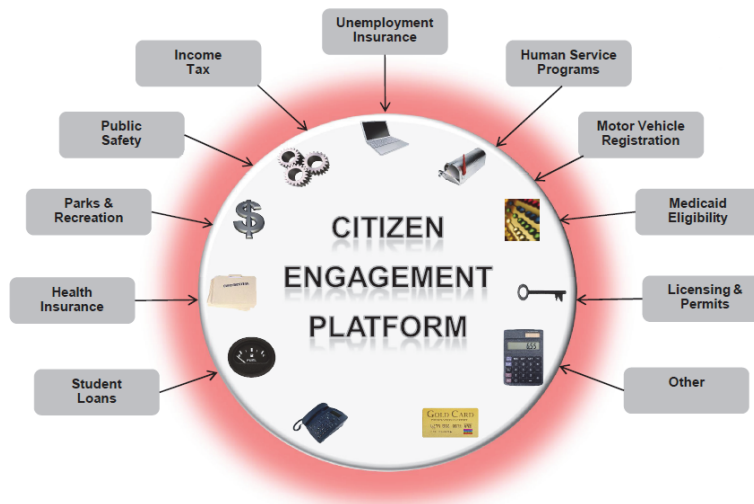 Unemployment
Insurance
Income
Tax
Human Service
Programs
Public
Safety
Motor Vehicle
Registration
Parks &
Recreation
Medicaid
Eligibility
Health
Insurance
Licensing &
Permits
Student
Loans
Other
CITIZEN
ENGAGEMENT
PLATFORM
$
FUEL
GOLD CARD